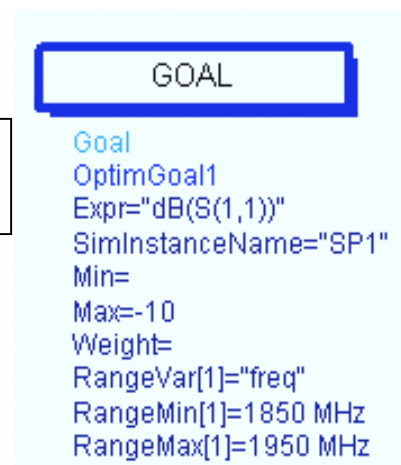 GOAL
Goal
OptimGoal1
Expr="dB(S(1,1))"
SimInstanceName="SP1"
Min=
Max=-10
Weight=
RangeVar[1]="freq"
RangeMin[1]=1850 MHz
RangeMax[1]=1950 MHz